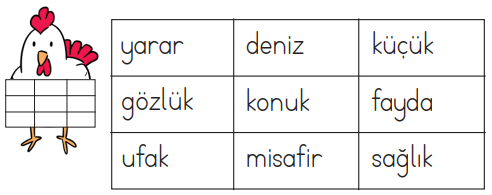 yarar deniz küçük
gözlük konuk fayda
ufak misafir sağlık